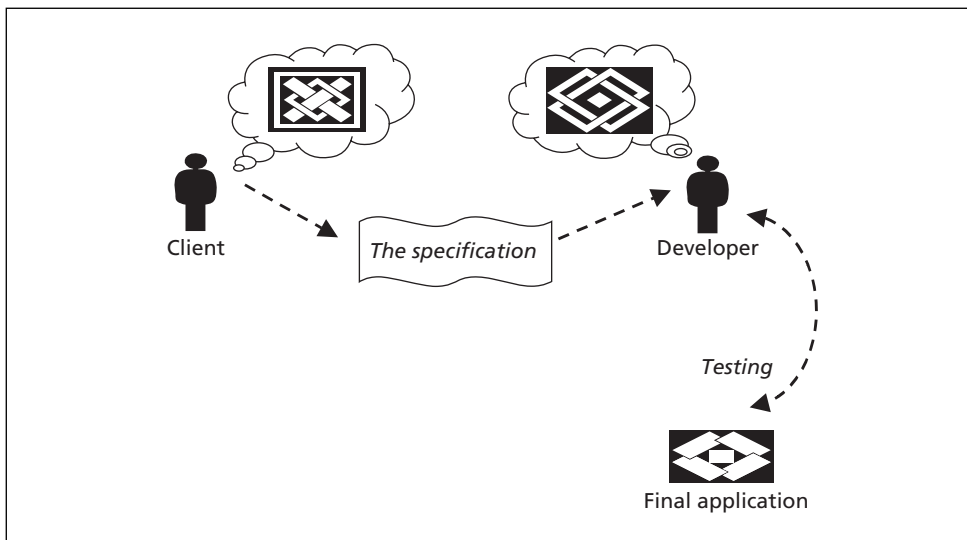 Client
The specification
Developer
Testing
Final application